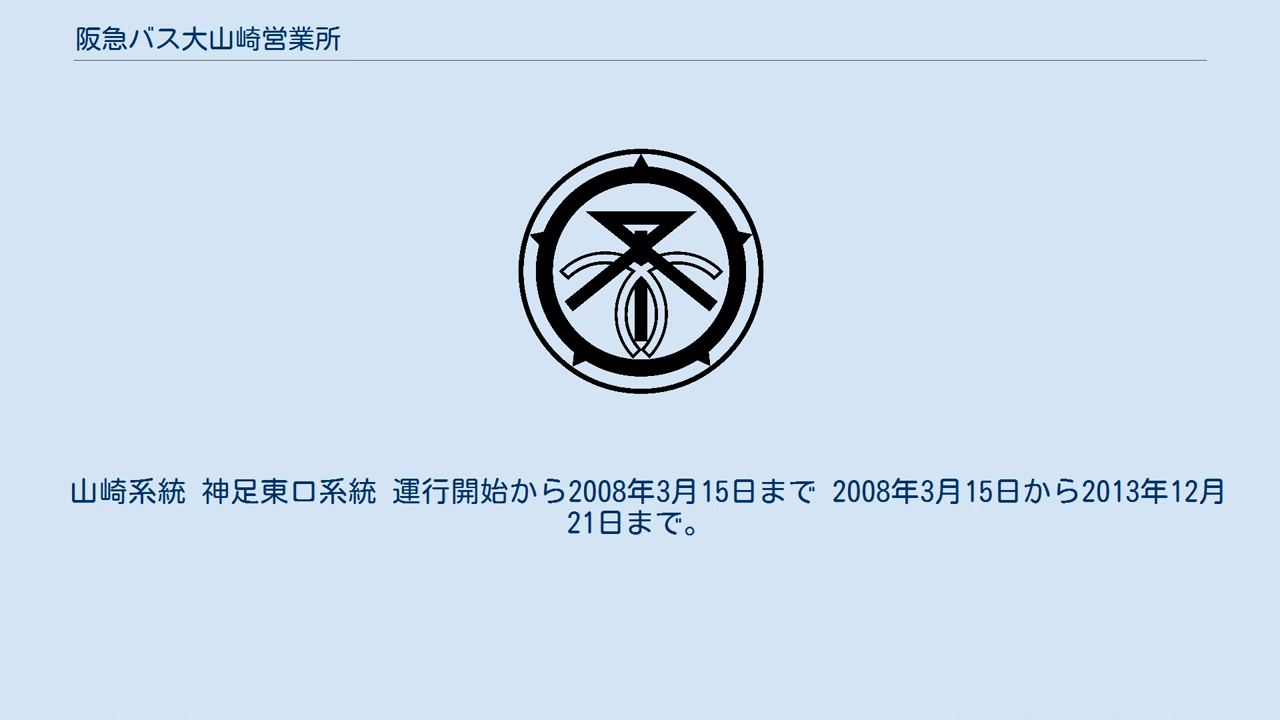 阪急バス大山崎営業所
山崎系統 神足東口系統 運行開始から2008年3月15日まで 2008年3月15日から2013年12月
21日まで。